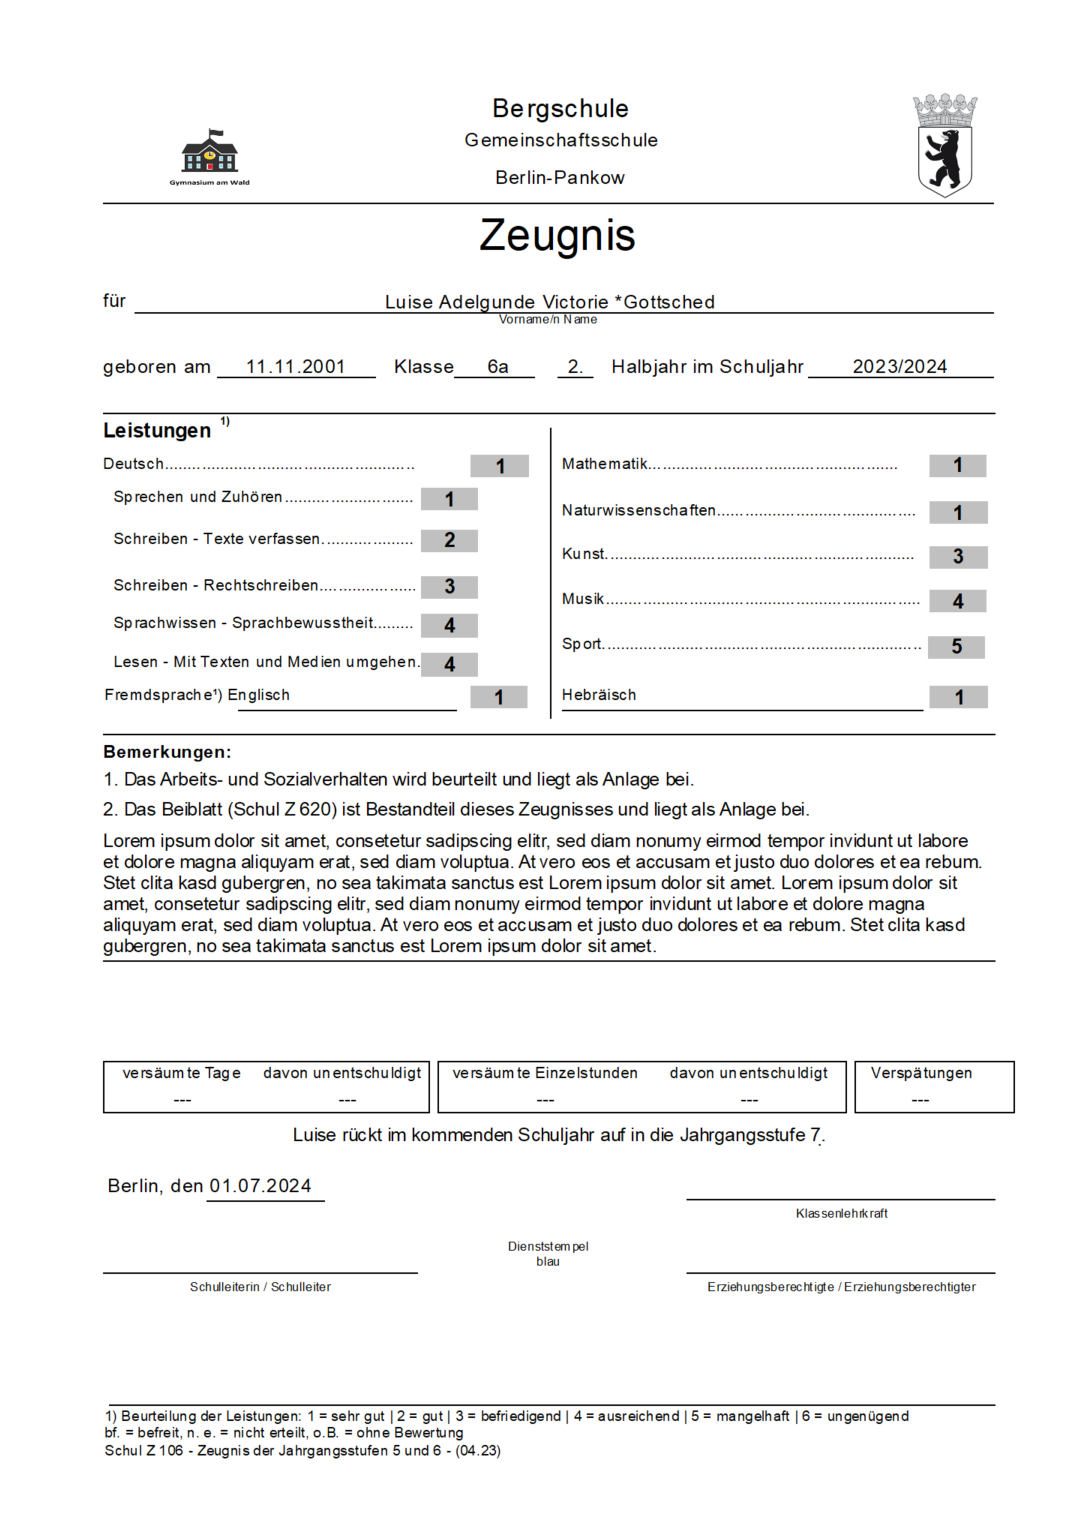 Bergschule
Gemeinschaftsschule
Berlin-Pankow
Gymnasium am Wald
Zeugnis
für Luise Adelgunde Victorie *Gottsched
Vorname/n Name
geboren am 11.11.2001 Klasse 6a 2. Halbjahr im Schuljahr 2023/2024
Leistungen 1)
Deutsch 1
Sprechen und Zuhören 1
Schreiben - Texte verfassen 2
Schreiben - Rechtschreiben 3
Sprachwissen - Sprachbewusstheit 4
Lesen - Mit Texten und Medien umgehen. 4
Fremdsprache¹) Englisch 1
Mathematik 1
Naturwissenschaften 1
Kunst 3
Musik 4
Sport 5
Hebräisch 1
Bemerkungen:
1. Das Arbeits- und Sozialverhalten wird beurteilt und liegt als Anlage bei.
2. Das Beiblatt (Schul Z 620) ist Bestandteil dieses Zeugnisses und liegt als Anlage bei.
Lorem ipsum dolor sit amet, consetetur sadipscing elitr, sed diam nonumy eirmod tempor invidunt ut labore
et dolore magna aliquyam erat, sed diam voluptua. At vero eos et accusam et justo duo dolores et ea rebum.
Stet clita kasd gubergren, no sea takimata sanctus est Lorem ipsum dolor sit amet. Lorem ipsum dolor sit
amet, consetetur sadipscing elitr, sed diam nonumy eirmod tempor invidunt ut labore et dolore magna
aliquyam erat, sed diam voluptua. At vero eos et accusam et justo duo dolores et ea rebum. Stet clita kasd
gubergren, no sea takimata sanctus est Lorem ipsum dolor sit amet.
versäumte Tage davon unentschuldigt versäumte Einzelstunden davon unentschuldigt Verspätungen
--- --- --- --- ---
Luise rückt im kommenden Schuljahr auf in die Jahrgangsstufe 7.
Berlin, den 01.07.2024
Klassenlehrkraft
Dienststempel
blau
Schulleiterin / Schulleiter
Erziehungsberechtigte / Erziehungsberechtigter
1) Beurteilung der Leistungen: 1 = sehr gut | 2 = gut | 3 = befriedigend | 4 = ausreichend | 5 = mangelhaft | 6 = ungenügend
bf. = befreit, n. e. = nicht erteilt, o.B. = ohne Bewertung
Schul Z 106 - Zeugnis der Jahrgangsstufen 5 und 6 - (04.23)